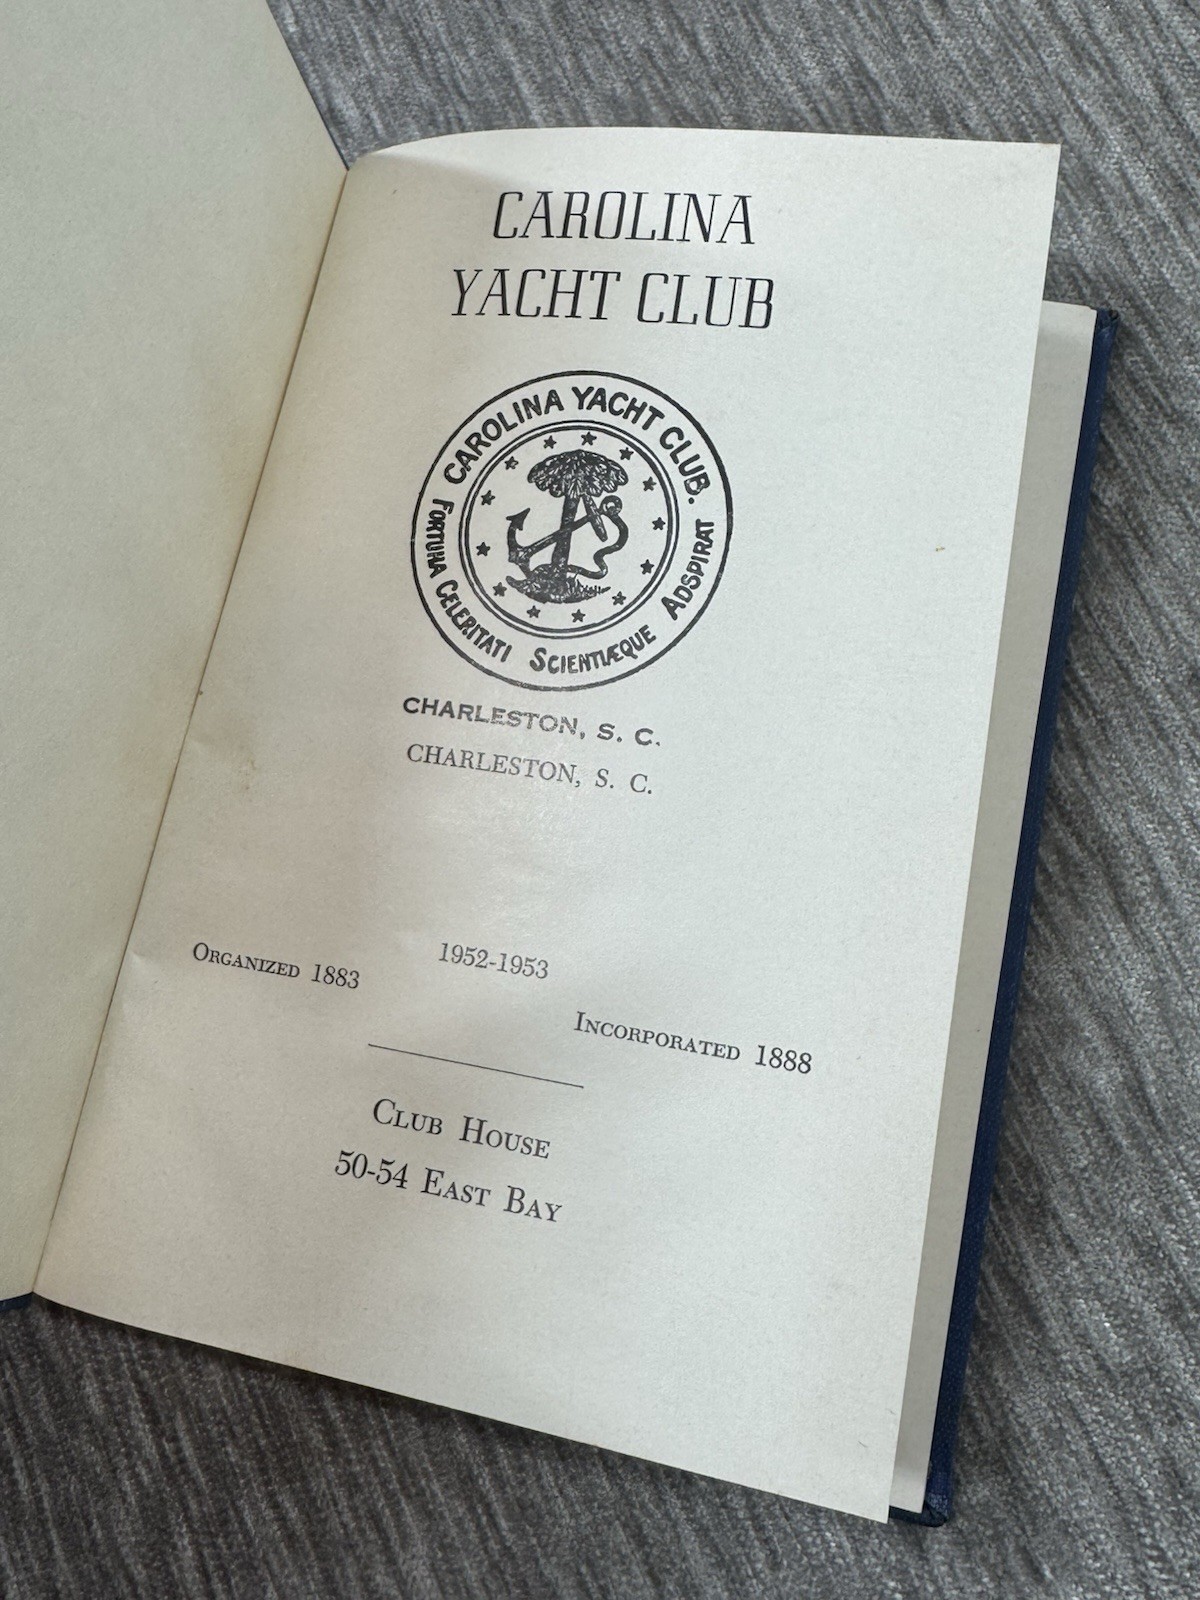 CAROLINA
YACHT CLUB
CAROLINA YACHT CLUB.
FORTUNA CELERITATI SCIENTIÆQUE ADSPIRAT
CHARLESTON, S. C.
CHARLESTON, S. C.
1952-1953
ORGANIZED 1883
INCORPORATED 1888
CLUB HOUSE
50-54 EAST BAY